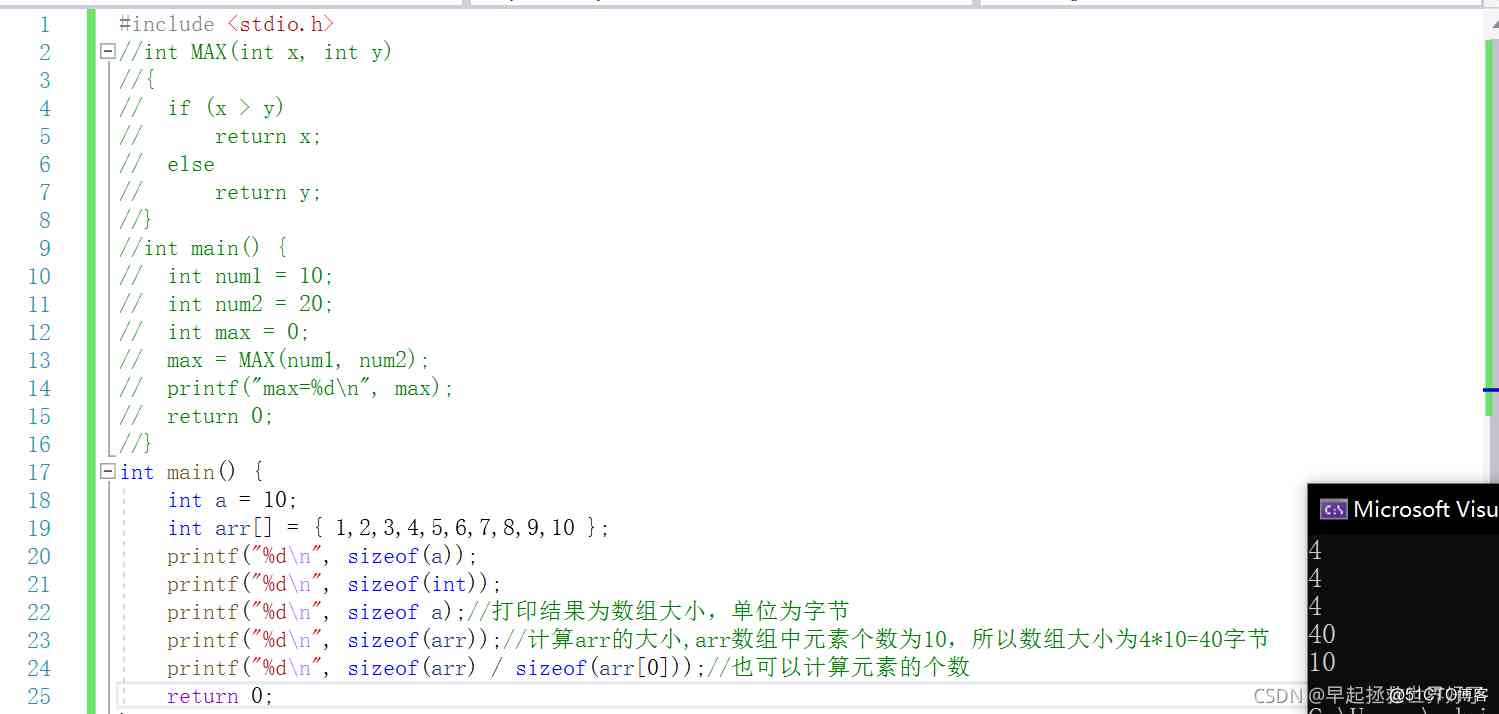 1 #include <stdio.h>
2 //int MAX(int x, int y)
3 //{
4 // if (x > y)
5 // return x;
6 // else
7 // return y;
8 //}
9 //int main() {
10 // int num1 = 10;
11 // int num2 = 20;
12 // int max = 0;
13 // max = MAX(num1, num2);
14 // printf("max=%d\n", max);
15 // return 0;
16 //}
17 int main() {
18 int a = 10;
19 int arr[] = { 1,2,3,4,5,6,7,8,9,10 };
20 printf("%d\n", sizeof(a));
21 printf("%d\n", sizeof(int));
22 printf("%d\n", sizeof a);//打印结果为数组大小，单位为字节
23 printf("%d\n", sizeof(arr));//计算arr的大小,arr数组中元素个数为10，所以数组大小为4*10=40字节
24 printf("%d\n", sizeof(arr) / sizeof(arr[0]));//也可以计算元素的个数
25 return 0;
Microsoft Visu
4
4
4
40
10
CSDN @早起拯救世界
@51CTO博客